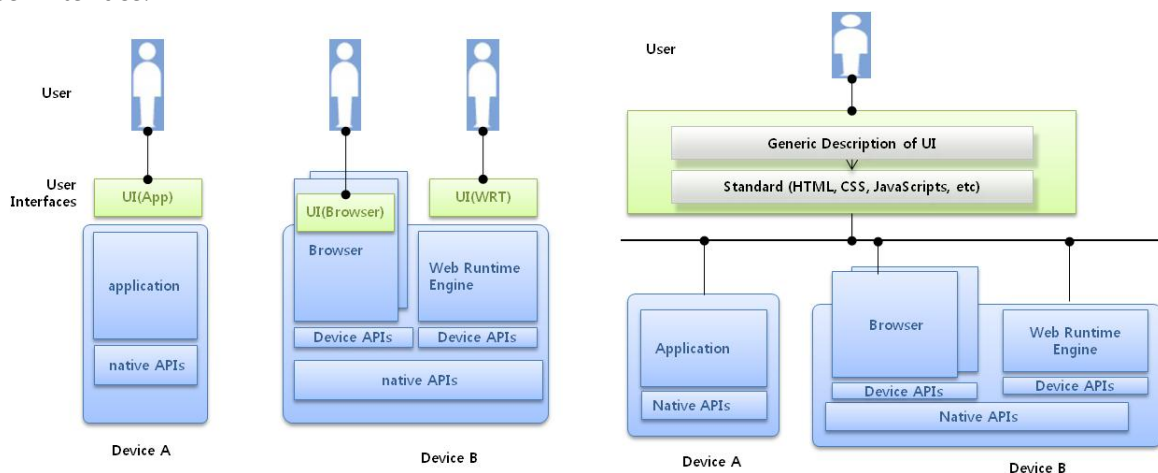 User
User
Interfaces
UI(App)
UI(Browser)
UI(WRT)
application
native APIs
Browser
Web Runtime
Engine
Device APIs
Device APIs
native APIs
Device A
Device B
User
Generic Description of UI
Standard (HTML, CSS, JavaScripts, etc)
Application
Native APIs
Browser
Web Runtime
Engine
Device APIs
Device APIs
Native APIs
Device A
Device B